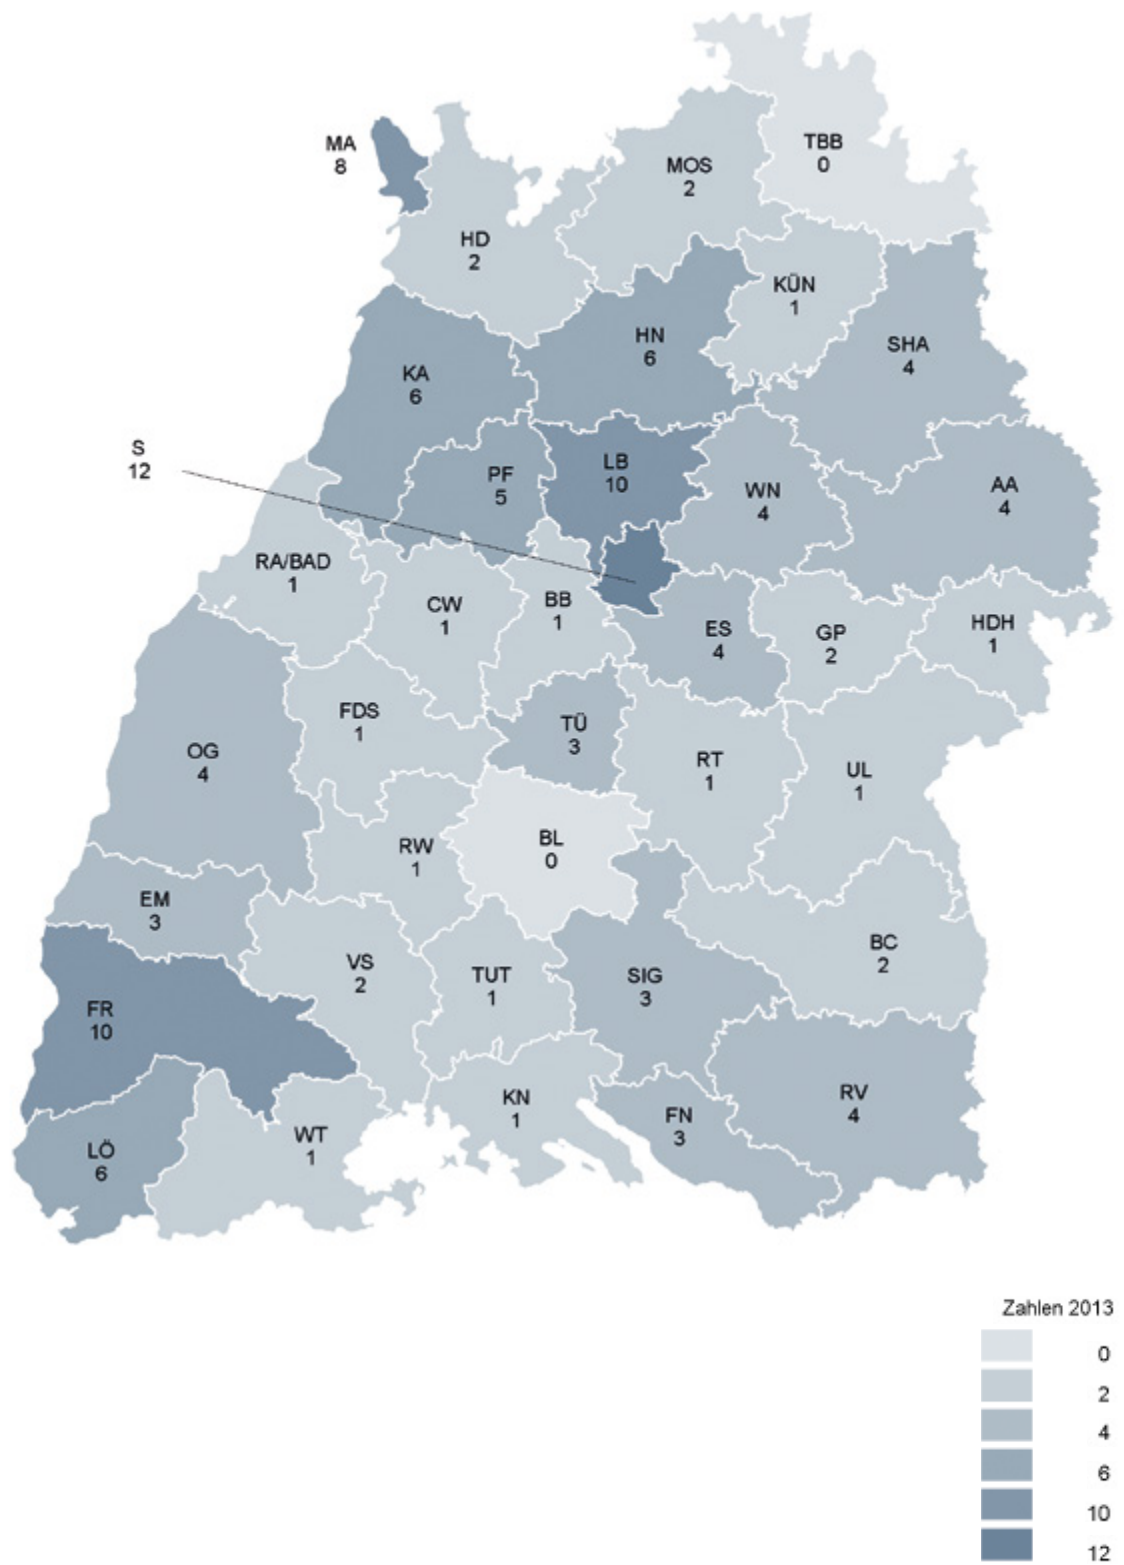 TBB
0
MA
8
MOS
2
HD
2
KÜN
1
HN
6
SHA
4
KA
6
S
12
LB
10
PF
5
WN
4
AA
4
RA/BAD
1
CW
1
BB
1
ES
4
GP
2
HDH
1
FDS
1
TÜ
3
OG
4
RT
1
UL
1
RW
1
BL
0
EM
3
BC
2
VS
2
TUT
1
SIG
3
FR
10
KN
1
FN
3
RV
4
WT
1
LÖ
6
Zahlen 2013
0
2
4
6
10
12